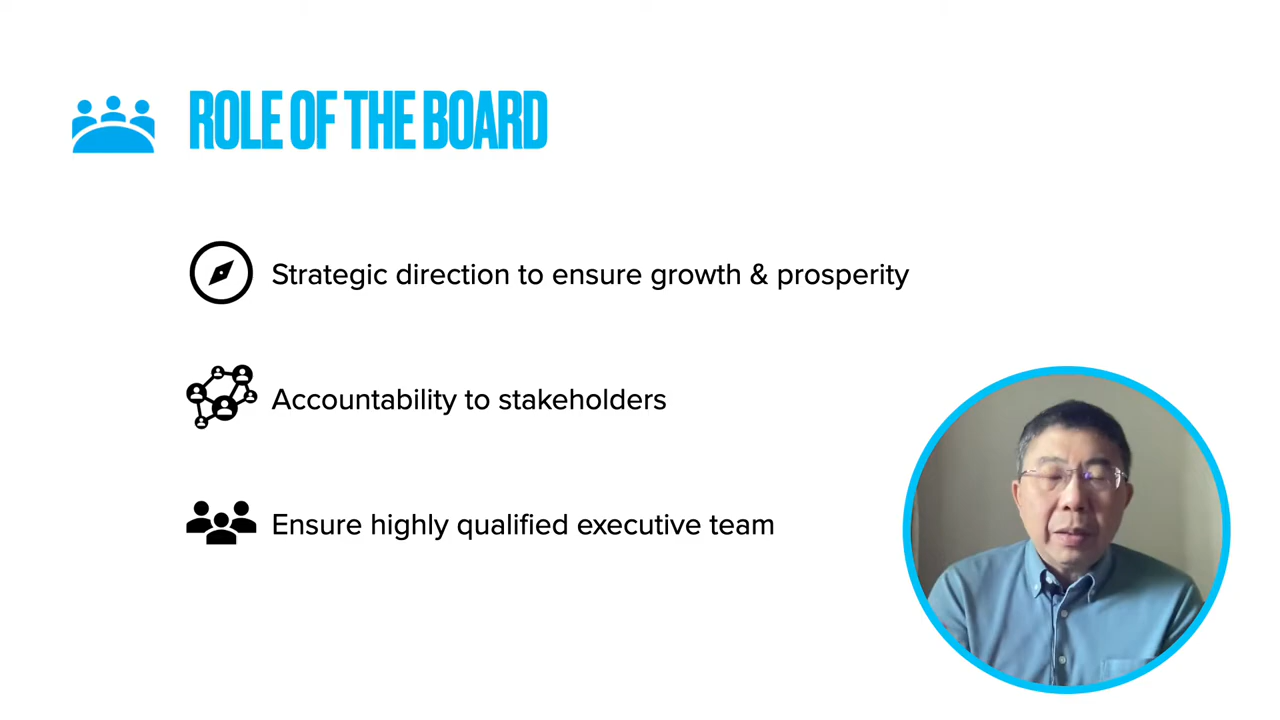 ROLE OF THE BOARD
Strategic direction to ensure growth & prosperity
Accountability to stakeholders
Ensure highly qualified executive team